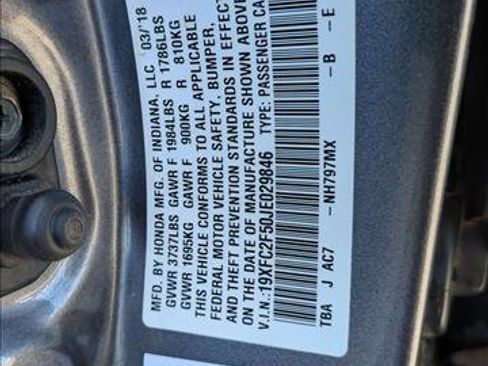 MFD. BY HONDA MFG. OF INDIANA, LLC 03/'18
GVWR 3737LBS GAWR F 1984LBS R 1786LBS
GVWR 1695KG GAWR F 900KG R 810KG
THIS VEHICLE CONFORMS TO ALL APPLICABLE
FEDERAL MOTOR VEHICLE SAFETY, BUMPER,
AND THEFT PREVENTION STANDARDS IN EFFECT
ON THE DATE OF MANUFACTURE SHOWN ABOVE
V.I.N.:19XFC2F50JE029846 TYPE: PASSENGER CA
TBA J AC7 - NH797MX - B - E